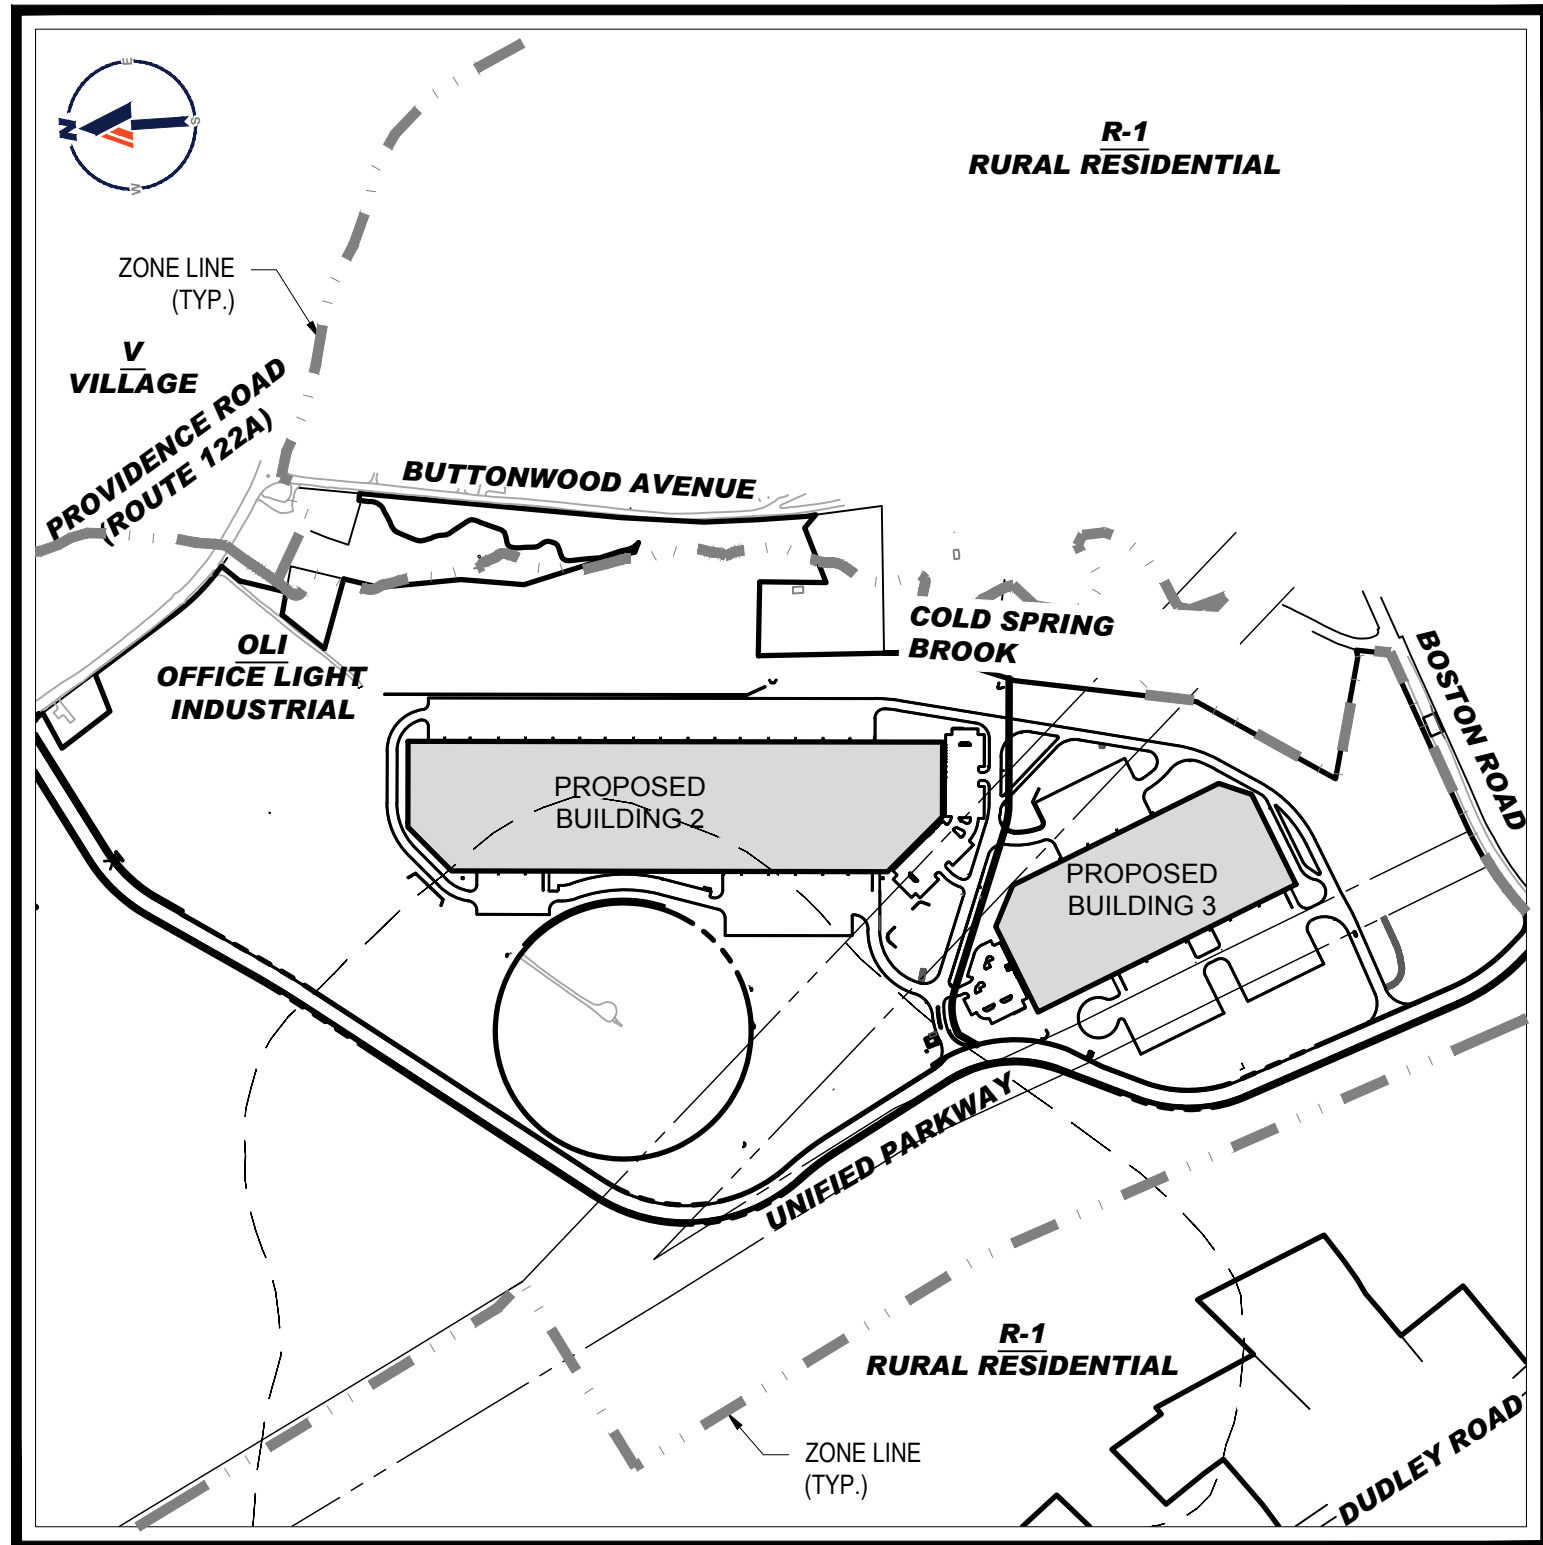 E
N
S
W
R-1
RURAL RESIDENTIAL
ZONE LINE
(TYP.)
V
VILLAGE
PROVIDENCE ROAD
(ROUTE 122A)
BUTTONWOOD AVENUE
COLD SPRING
BROOK
OLI
OFFICE LIGHT
INDUSTRIAL
BOSTON ROAD
PROPOSED
BUILDING 2
PROPOSED
BUILDING 3
UNIFIED PARKWAY
R-1
RURAL RESIDENTIAL
ZONE LINE
(TYP.)
DUDLEY ROAD